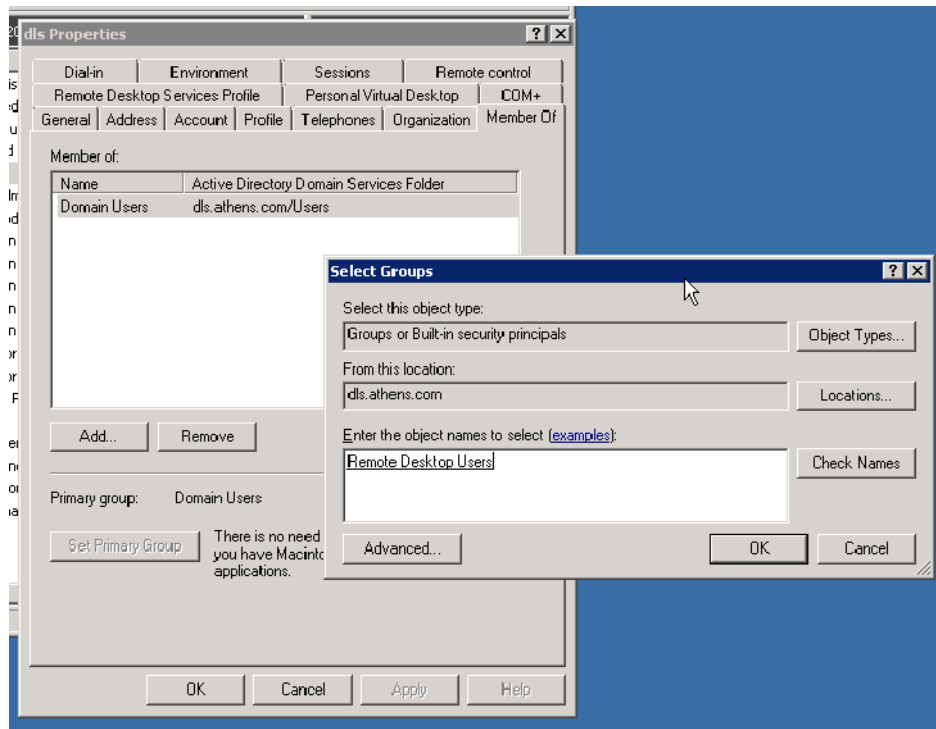 dls Properties
Dial-in Environment Sessions Remote control
Remote Desktop Services Profile Personal Virtual Desktop COM+
General Address Account Profile Telephones Organization Member Of
Member of:
Name Active Directory Domain Services Folder
Domain Users dls.athens.com/Users
Add... Remove
Primary group: Domain Users
Set Primary Group
There is no need
you have Macinto
applications.
OK Cancel Apply Help
Select Groups
Select this object type:
Groups or Built-in security principals
Object Types...
From this location:
dls.athens.com
Locations...
Enter the object names to select (examples):
Remote Desktop Users
Check Names
Advanced... OK Cancel